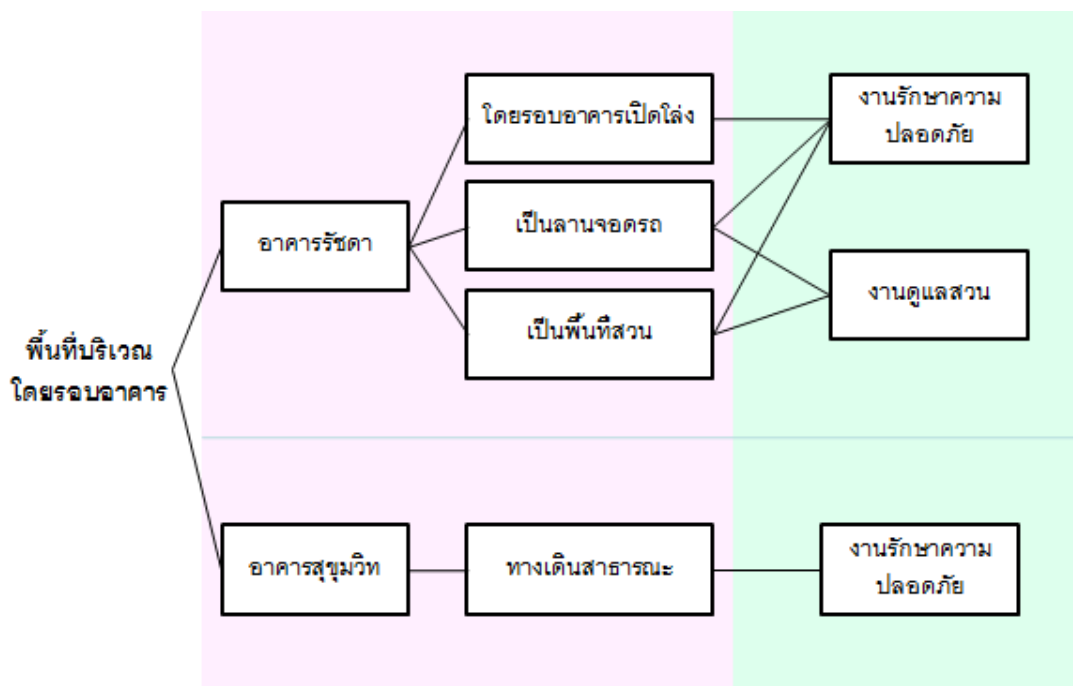 โดยรอบอาคารเปิดโล่ง
งานรักษาความ
ปลอดภัย
อาคารรัชดา
เป็นลานจอดรถ
งานดูแลสวน
เป็นพื้นที่สวน
พื้นที่บริเวณ
โดยรอบอาคาร
อาคารสุขุมวิท
ทางเดินสาธารณะ
งานรักษาความ
ปลอดภัย